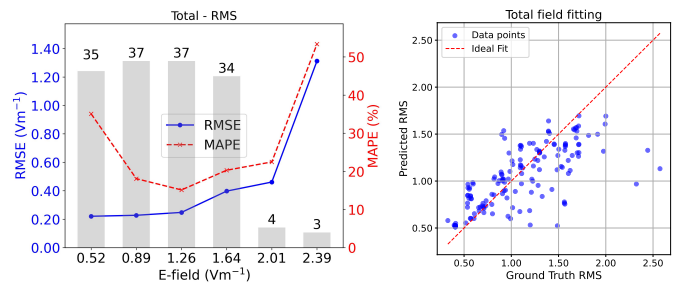 Total - RMS
RMSE (Vm⁻¹)
1.40
1.20
1.00
0.80
0.60
0.40
0.20
0.00
35
37
37
34
4
3
RMSE
MAPE
50
40
30
20
10
0
MAPE (%)
0.52 0.89 1.26 1.64 2.01 2.39
E-field (Vm⁻¹)
Total field fitting
Data points
Ideal Fit
Predicted RMS
2.50
2.00
1.50
1.00
0.50
0.50 1.00 1.50 2.00 2.50
Ground Truth RMS